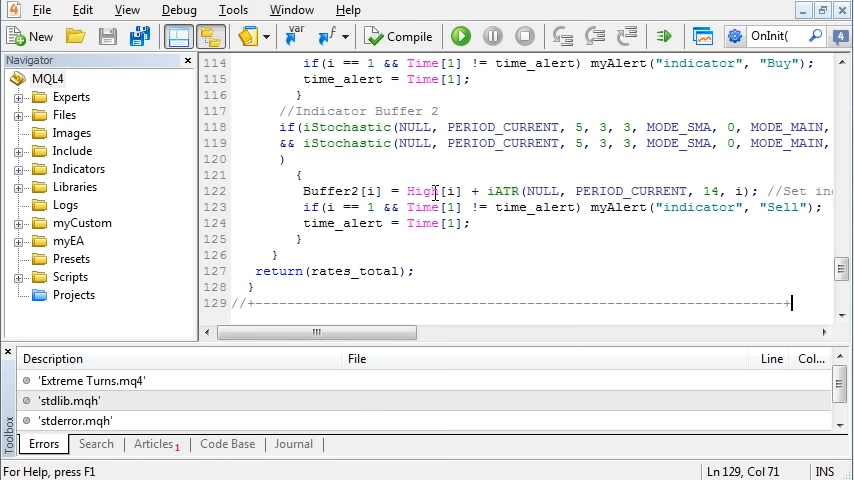 File Edit View Debug Tools Window Help
New var Compile OnInit( 4
Navigator
MQL4
Experts
Files
Images
Include
Indicators
Libraries
Logs
myCustom
myEA
Presets
Scripts
Projects
114 if(i == 1 && Time[1] != time_alert) myAlert("indicator", "Buy");
115 time_alert = Time[1];
116 }
117 //Indicator Buffer 2
118 if(iStochastic(NULL, PERIOD_CURRENT, 5, 3, 3, MODE_SMA, 0, MODE_MAIN,
119 && iStochastic(NULL, PERIOD_CURRENT, 5, 3, 3, MODE_SMA, 0, MODE_MAIN,
120 )
121 {
122 Buffer2[i] = High[i] + iATR(NULL, PERIOD_CURRENT, 14, i); //Set in
123 if(i == 1 && Time[1] != time_alert) myAlert("indicator", "Sell");
124 time_alert = Time[1];
125 }
126 }
127 return(rates_total);
128 }
129 //+------------------------------------------------------------------+
Description File Line Col...
'Extreme Turns.mq4'
'stdlib.mqh'
'stderror.mqh'
Toolbox
Errors Search Articles 1 Code Base Journal
For Help, press F1 Ln 129, Col 71 INS